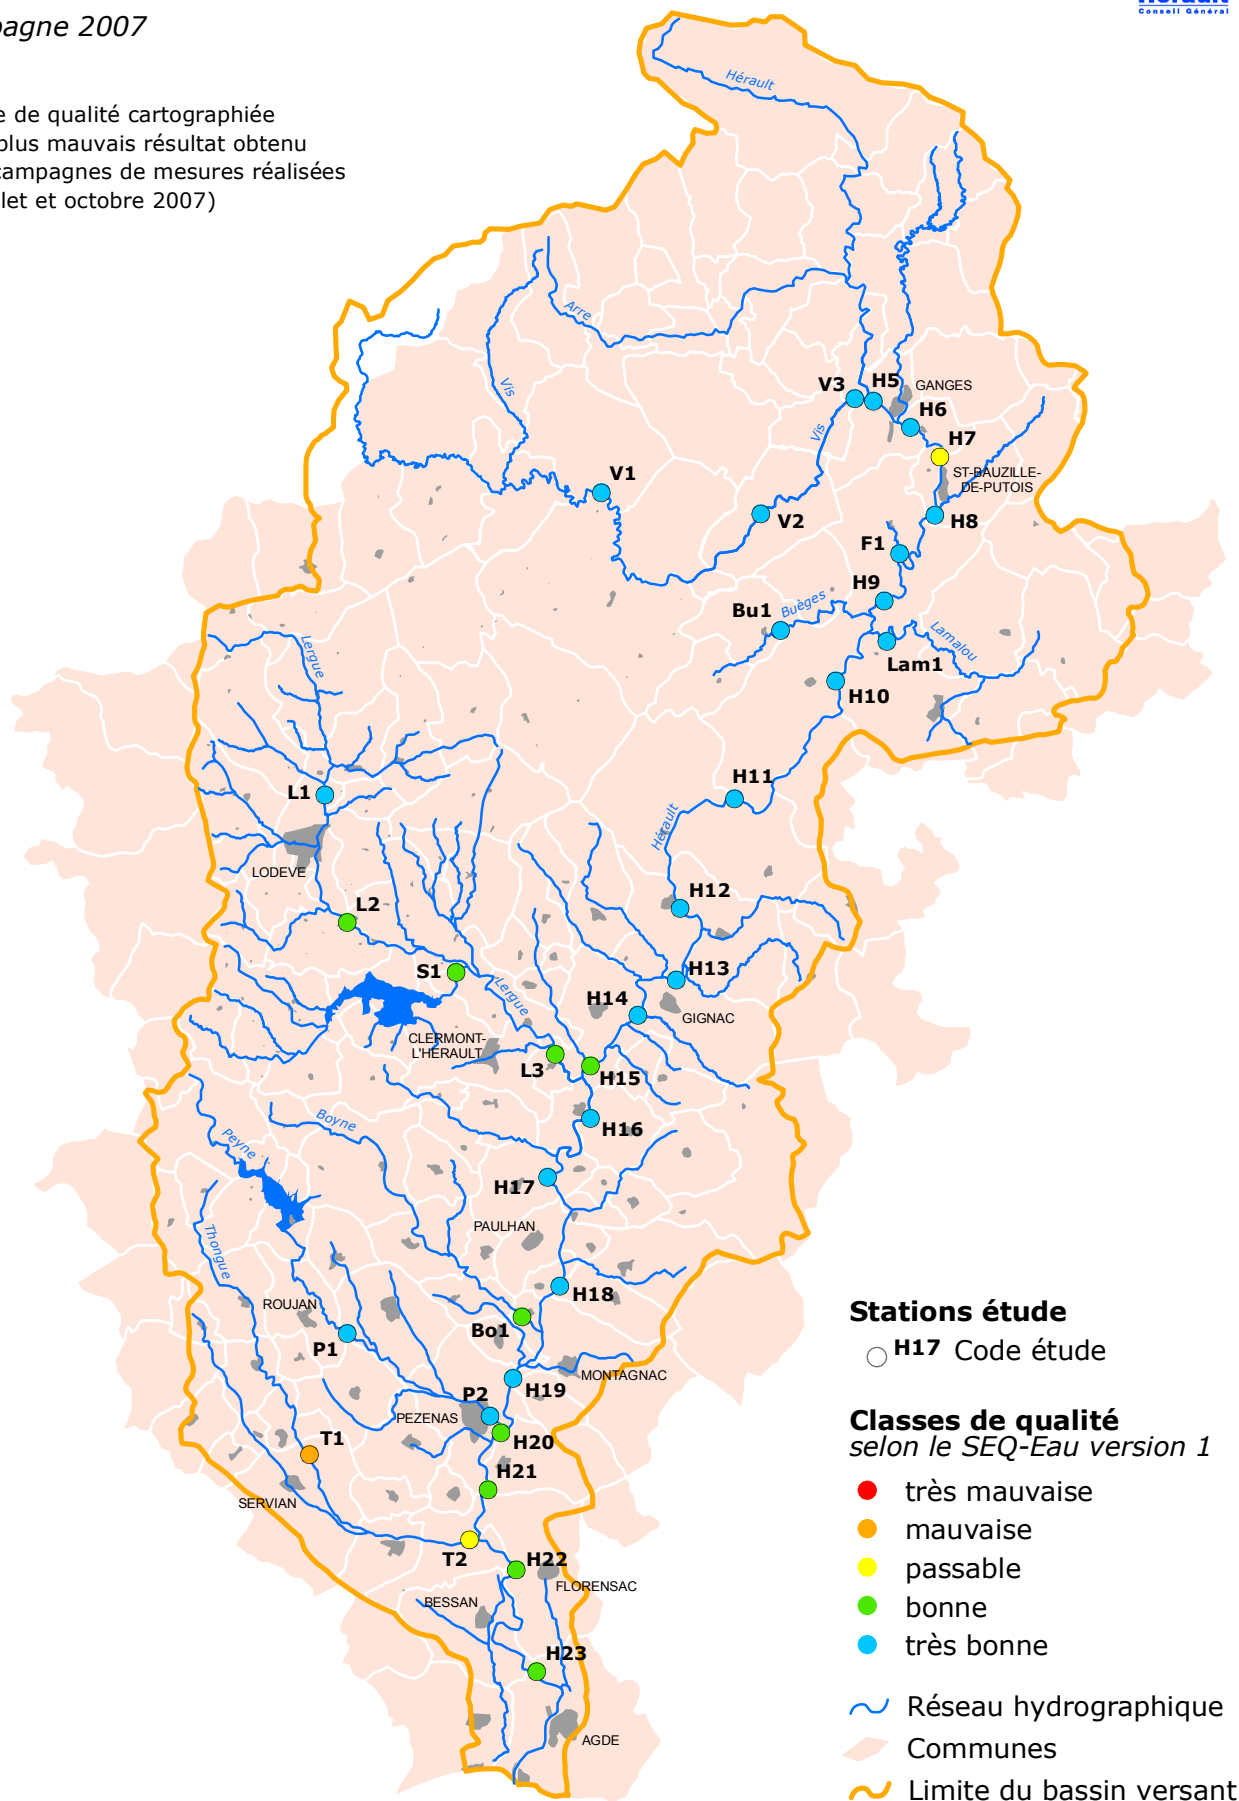 Hérault
Conseil Général
pagne 2007
e de qualité cartographiée
plus mauvais résultat obtenu
campagnes de mesures réalisées
llet et octobre 2007)
Hérault
Arre
Vis
Vis
V3
H5
GANGES
H6
H7
ST-BAUZILLE-
DE-PUTOIS
V1
V2
H8
F1
H9
Bu1
Buèges
Lamalou
Lam1
H10
Lergue
L1
H11
Hérault
LODEVE
L2
H12
S1
H13
Lergue
H14
GIGNAC
CLERMONT-
L'HERAULT
L3
H15
Boyne
H16
Peyne
H17
PAULHAN
Thongue
H18
ROUJAN
Bo1
P1
MONTAGNAC
H19
P2
PEZENAS
H20
T1
H21
SERVIAN
T2
H22
FLORENSAC
BESSAN
H23
AGDE
Stations étude
H17 Code étude
Classes de qualité
selon le SEQ-Eau version 1
très mauvaise
mauvaise
passable
bonne
très bonne
Réseau hydrographique
Communes
Limite du bassin versant